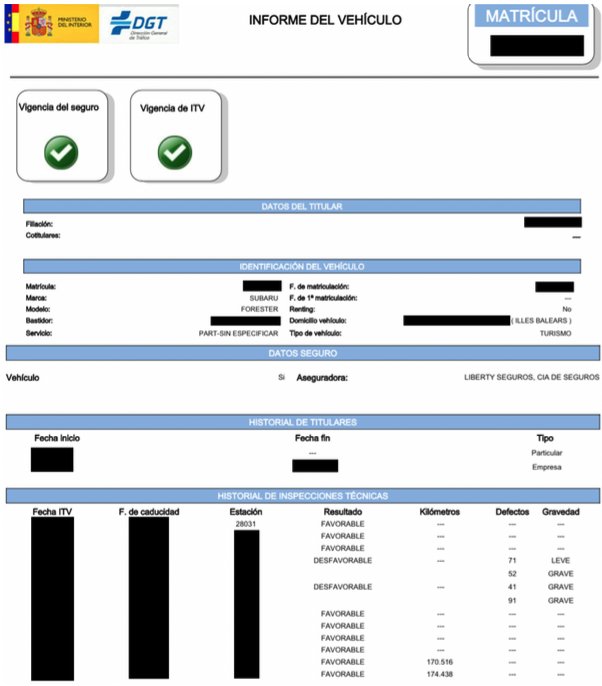 MINISTERIO
DEL INTERIOR
DGT
Dirección General
de Tráfico
INFORME DEL VEHÍCULO
MATRÍCULA
Vigencia del seguro
Vigencia de ITV
DATOS DEL TITULAR
Filiación:
Cotitulares: ---
IDENTIFICACIÓN DEL VEHÍCULO
Matrícula: F. de matriculación:
Marca: SUBARU F. de 1ª matriculación: ---
Modelo: FORESTER Renting: No
Bastidor: Domicilio vehículo: ( ILLES BALEARS )
Servicio: PART-SIN ESPECIFICAR Tipo de vehículo: TURISMO
DATOS SEGURO
Vehículo Si Aseguradora: LIBERTY SEGUROS, CIA DE SEGUROS
HISTORIAL DE TITULARES
Fecha inicio Fecha fin Tipo
--- Particular
Empresa
HISTORIAL DE INSPECCIONES TÉCNICAS
Fecha ITV F. de caducidad Estación Resultado Kilómetros Defectos Gravedad
28031 FAVORABLE --- --- ---
FAVORABLE --- --- ---
FAVORABLE --- --- ---
DESFAVORABLE --- 71 LEVE
52 GRAVE
DESFAVORABLE --- 41 GRAVE
91 GRAVE
FAVORABLE --- --- ---
FAVORABLE --- --- ---
FAVORABLE --- --- ---
FAVORABLE --- --- ---
FAVORABLE 170.516 --- ---
FAVORABLE 174.438 --- ---